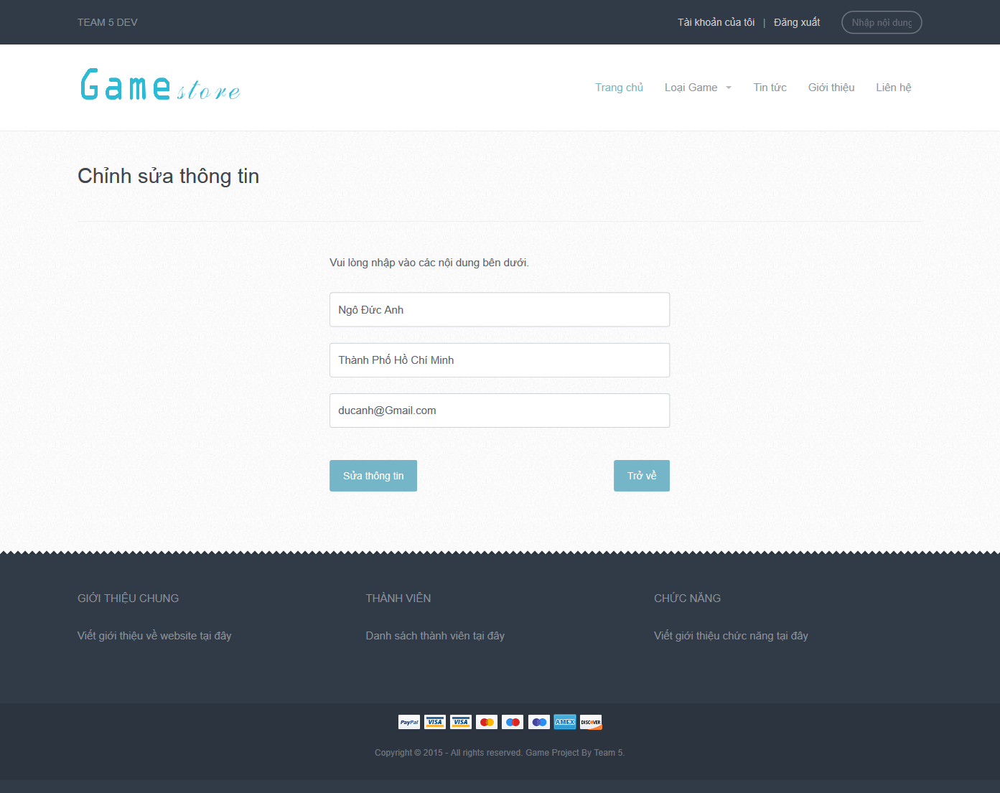 TEAM 5 DEV
Tài khoản của tôi | Đăng xuất
Nhập nội dung
Game store
Trang chủ
Loại Game
Tin tức
Giới thiệu
Liên hệ
Chỉnh sửa thông tin
Vui lòng nhập vào các nội dung bên dưới.
Ngô Đức Anh
Thành Phố Hồ Chí Minh
ducanh@Gmail.com
Sửa thông tin
Trở về
GIỚI THIỆU CHUNG
Viết giới thiệu về website tại đây
THÀNH VIÊN
Danh sách thành viên tại đây
CHỨC NĂNG
Viết giới thiệu chức năng tại đây
PayPal VISA VISA AMEX DISCOVER
Copyright © 2015 - All rights reserved. Game Project By Team 5.